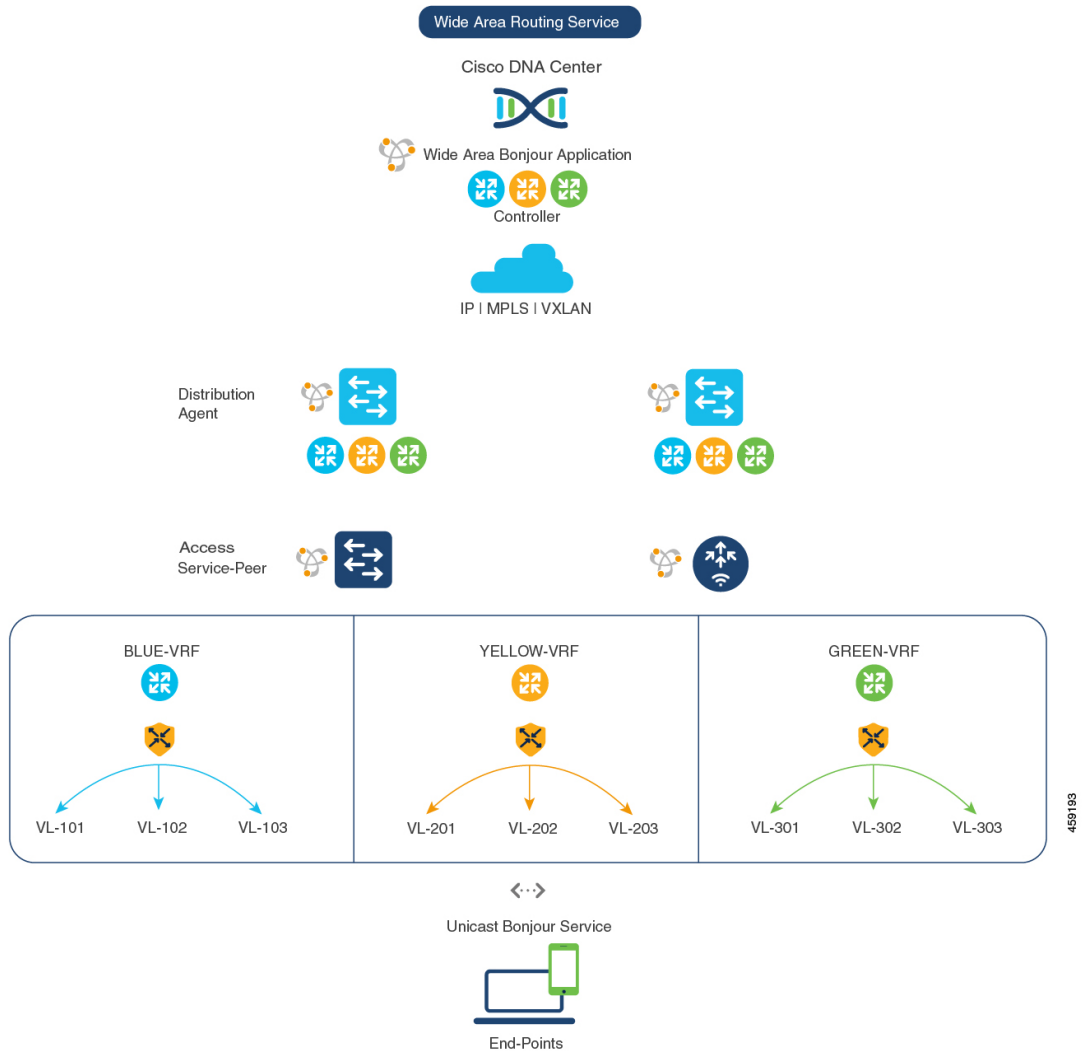 Wide Area Routing Service
Cisco DNA Center
Wide Area Bonjour Application
Controller
IP | MPLS | VXLAN
Distribution
Agent
Access
Service-Peer
BLUE-VRF
YELLOW-VRF
GREEN-VRF
VL-101
VL-102
VL-103
VL-201
VL-202
VL-203
VL-301
VL-302
VL-303
459193
Unicast Bonjour Service
End-Points